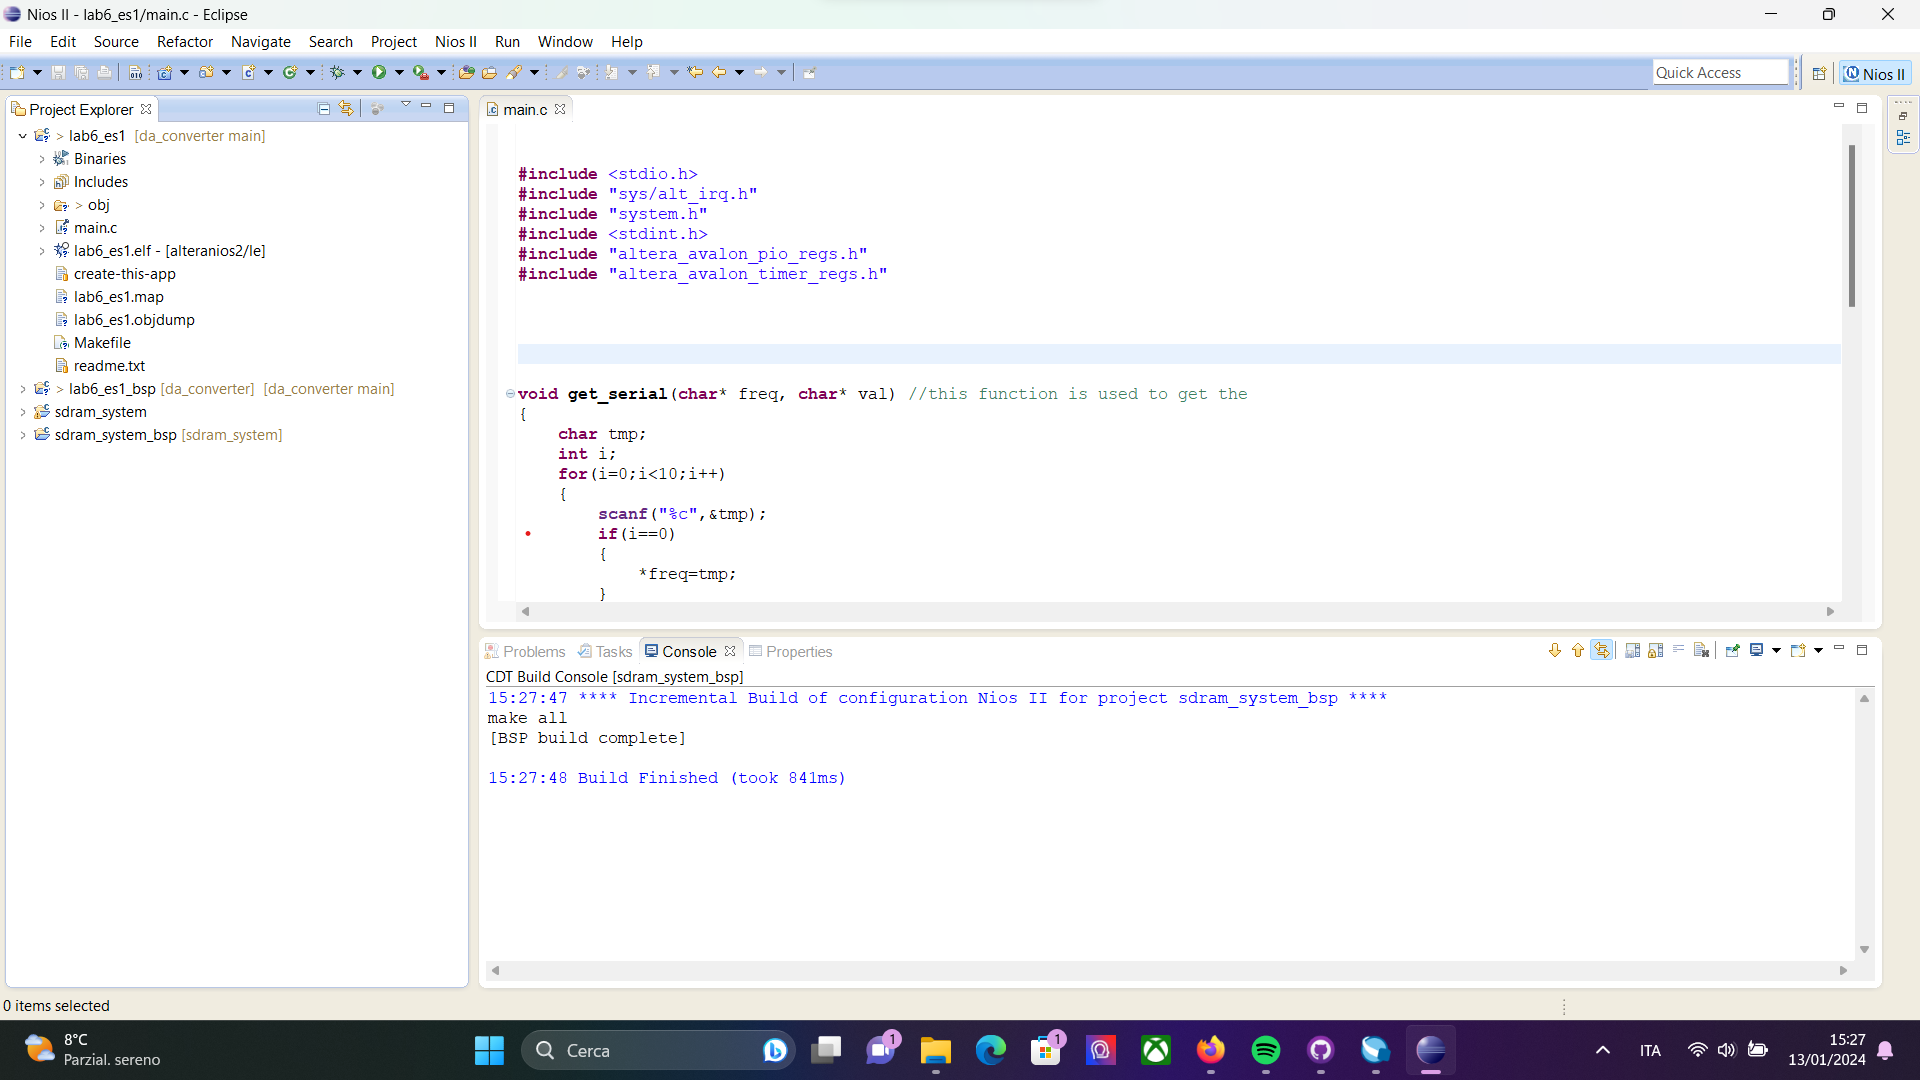 Nios II - lab6_es1/main.c - Eclipse
File Edit Source Refactor Navigate Search Project Nios II Run Window Help
Quick Access
Nios II
Project Explorer
> lab6_es1 [da_converter main]
Binaries
Includes
> obj
main.c
lab6_es1.elf - [alteranios2/le]
create-this-app
lab6_es1.map
lab6_es1.objdump
Makefile
readme.txt
> lab6_es1_bsp [da_converter] [da_converter main]
sdram_system
sdram_system_bsp [sdram_system]
main.c
#include <stdio.h>
#include "sys/alt_irq.h"
#include "system.h"
#include <stdint.h>
#include "altera_avalon_pio_regs.h"
#include "altera_avalon_timer_regs.h"
void get_serial(char* freq, char* val) //this function is used to get the
{
char tmp;
int i;
for(i=0;i<10;i++)
{
scanf("%c",&tmp);
if(i==0)
{
*freq=tmp;
}
Problems Tasks Console Properties
CDT Build Console [sdram_system_bsp]
15:27:47 **** Incremental Build of configuration Nios II for project sdram_system_bsp ****
make all
[BSP build complete]
15:27:48 Build Finished (took 841ms)
0 items selected
8°C
Parzial. sereno
Cerca
1
1
ITA
15:27
13/01/2024